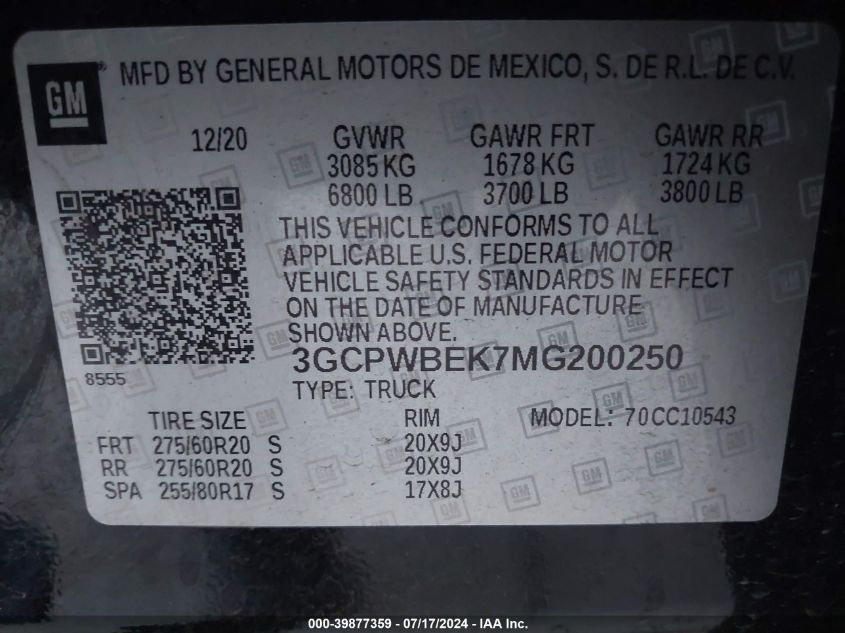 GM ® MFD BY GENERAL MOTORS DE MEXICO, S. DE R.L. DE C.V.
12/20 GVWR GAWR FRT GAWR RR
3085 KG 1678 KG 1724 KG
6800 LB 3700 LB 3800 LB
THIS VEHICLE CONFORMS TO ALL
APPLICABLE U.S. FEDERAL MOTOR
VEHICLE SAFETY STANDARDS IN EFFECT
ON THE DATE OF MANUFACTURE
SHOWN ABOVE.
8555 3GCPWBEK7MG200250
TYPE: TRUCK
TIRE SIZE RIM MODEL: 70CC10543
FRT 275/60R20 S 20X9J
RR 275/60R20 S 20X9J
SPA 255/80R17 S 17X8J
000-39877359 - 07/17/2024 - IAA Inc.